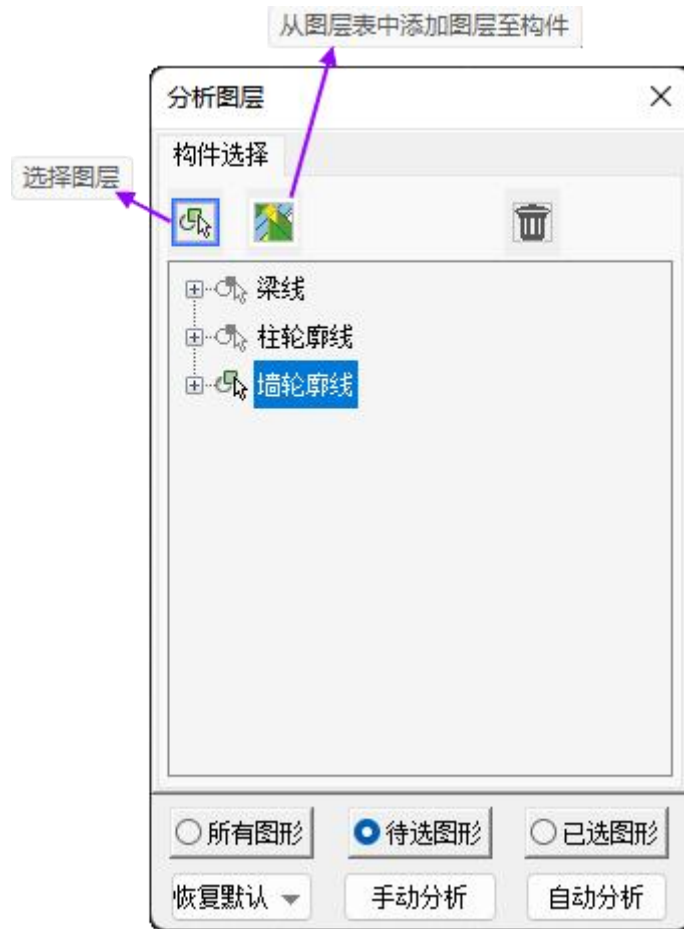 从图层表中添加图层至构件
分析图层
构件选择
选择图层
梁线
柱轮廓线
墙轮廓线
所有图形
待选图形
已选图形
恢复默认
手动分析
自动分析